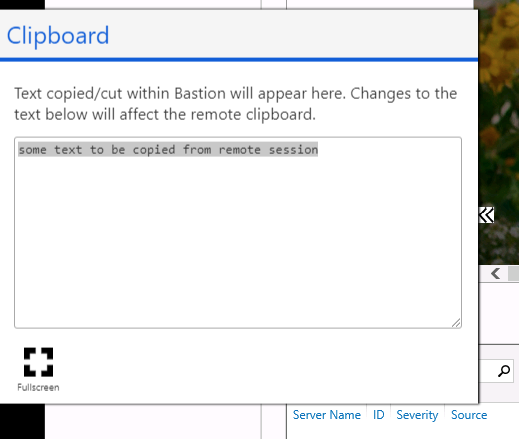 Clipboard
Text copied/cut within Bastion will appear here. Changes to the
text below will affect the remote clipboard.
some text to be copied from remote session
Fullscreen
Server Name ID Severity Source